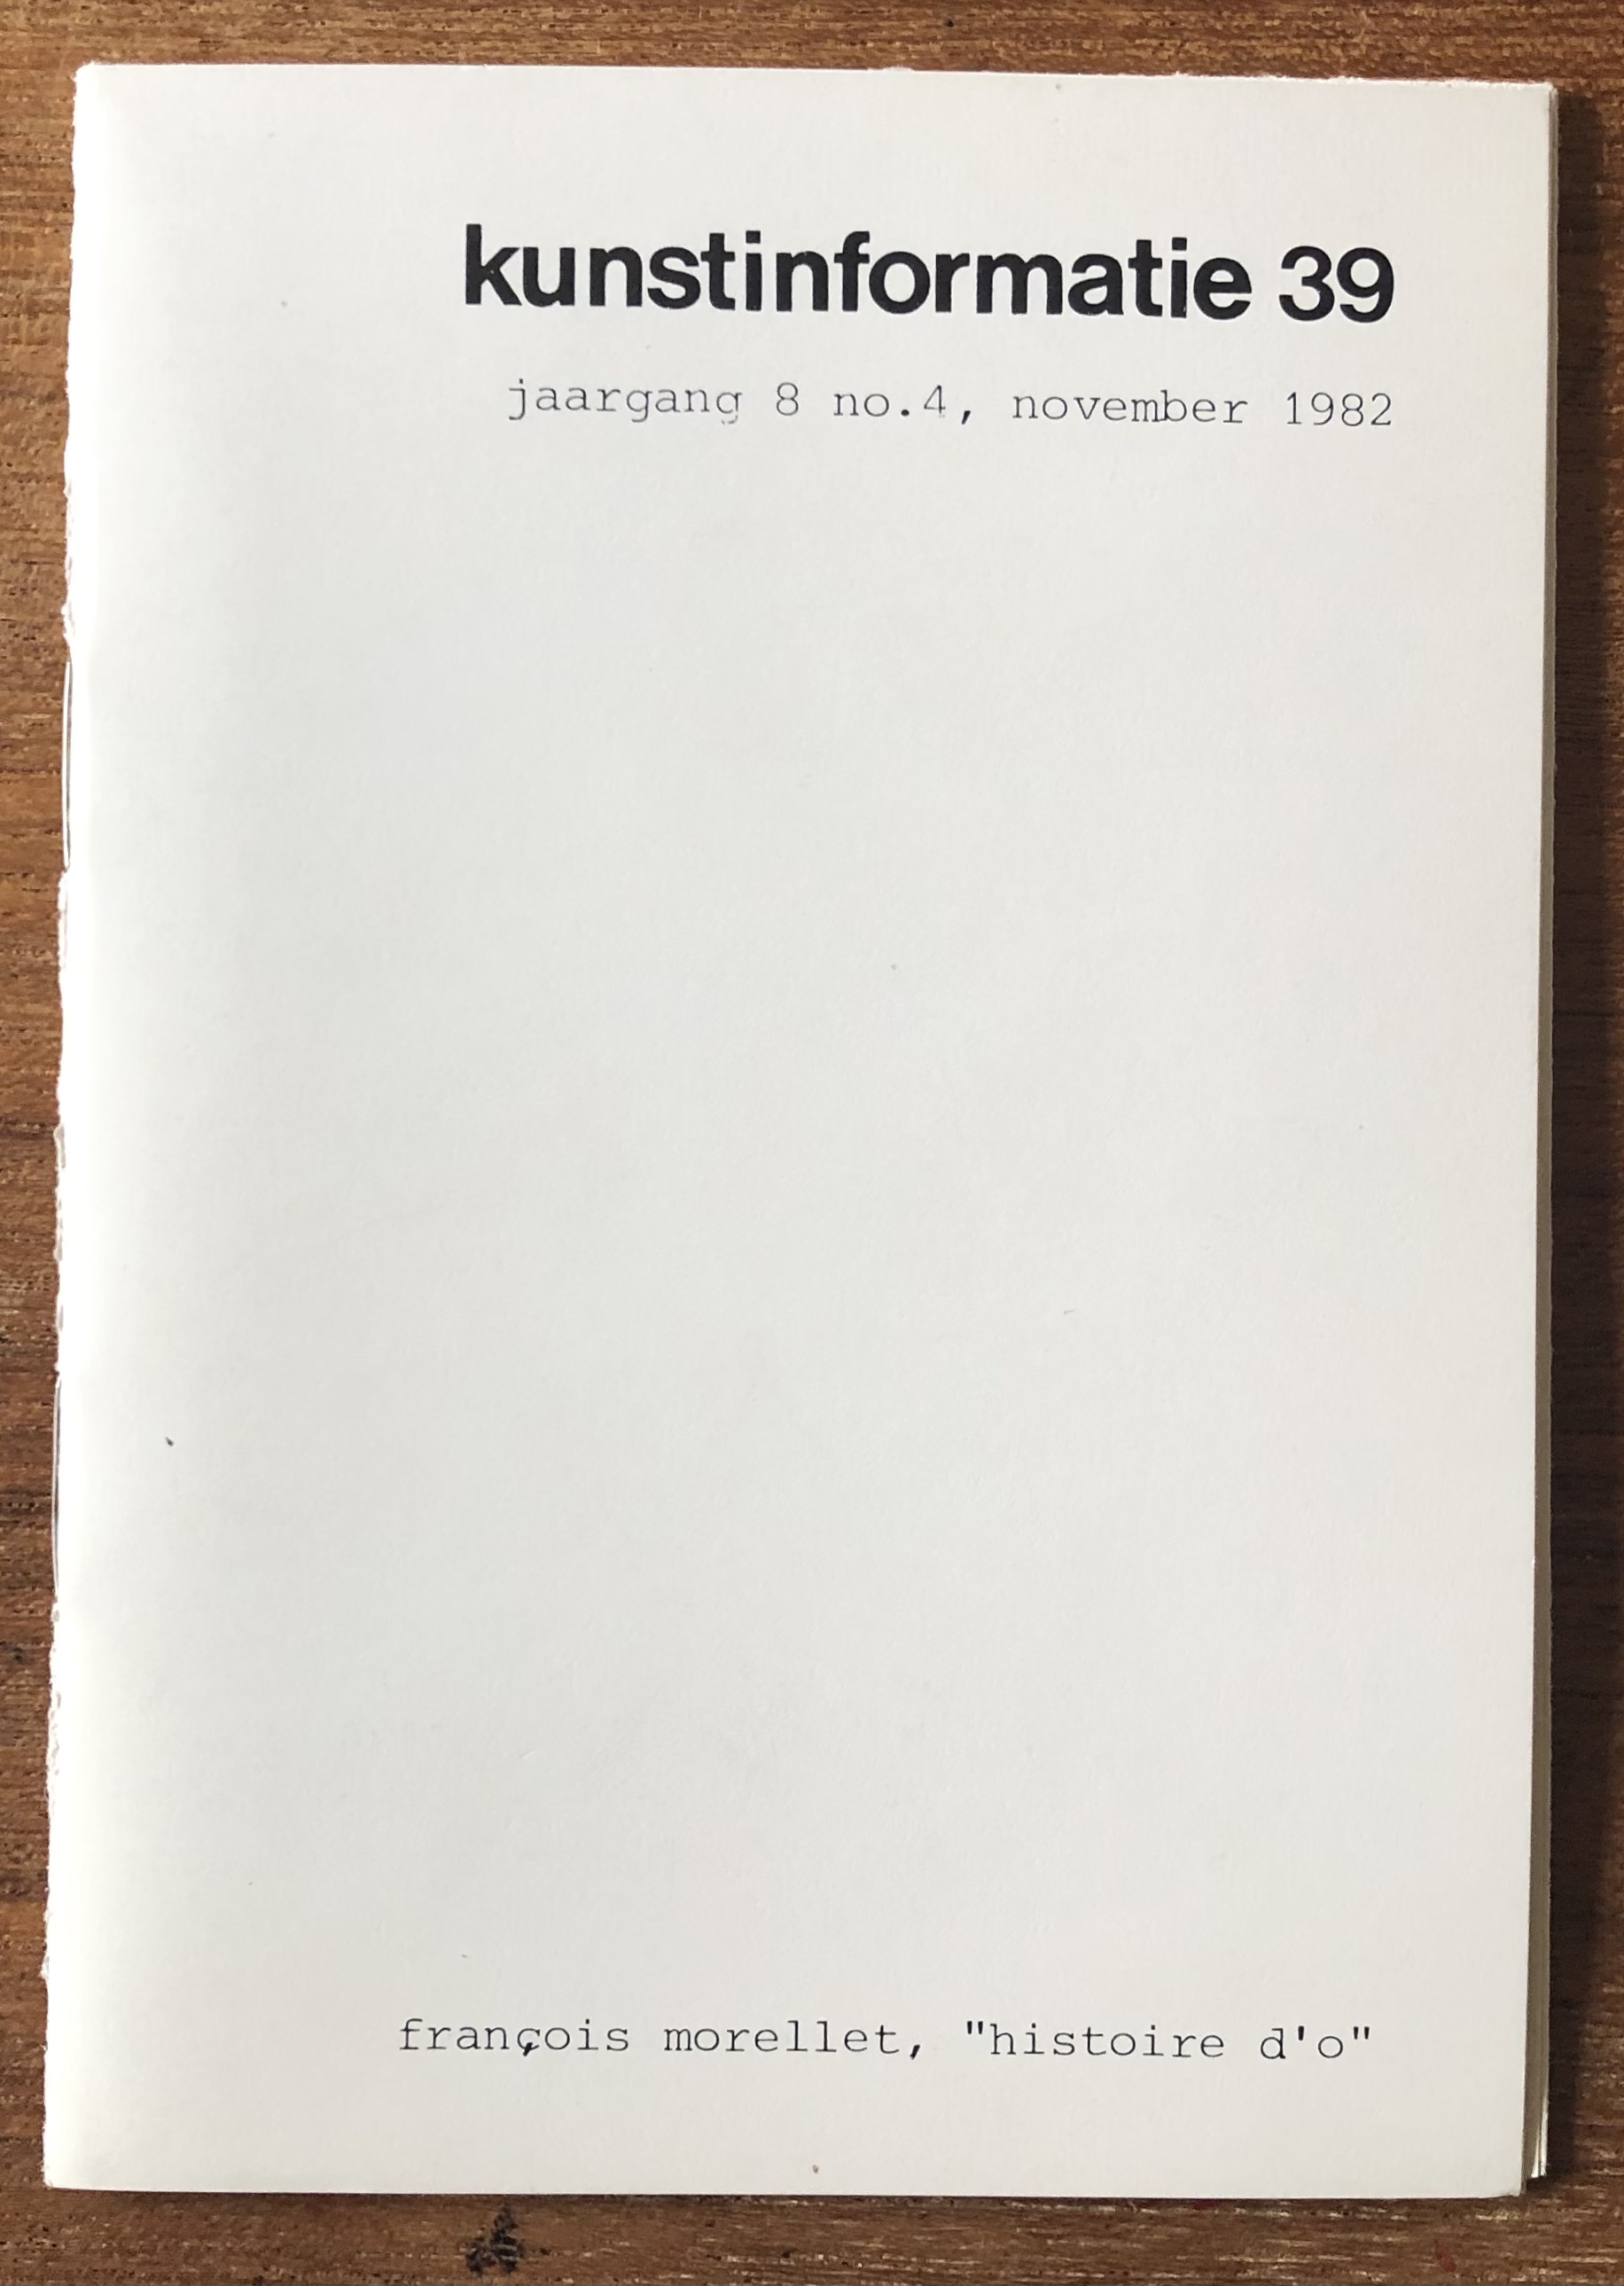 kunstinformatie 39
jaargang 8 no.4, november 1982
françois morellet, "histoire d'o"